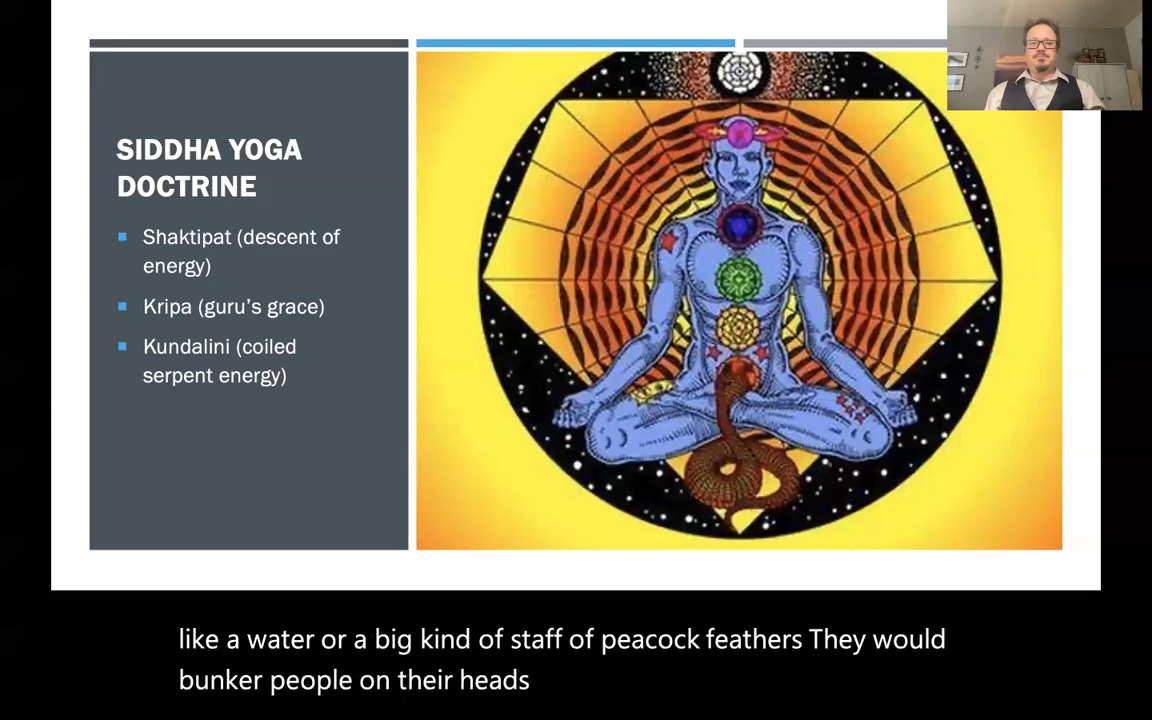 SIDDHA YOGA
DOCTRINE
Shaktipat (descent of
energy)
Kripa (guru's grace)
Kundalini (coiled
serpent energy)
like a water or a big kind of staff of peacock feathers They would
bunker people on their heads